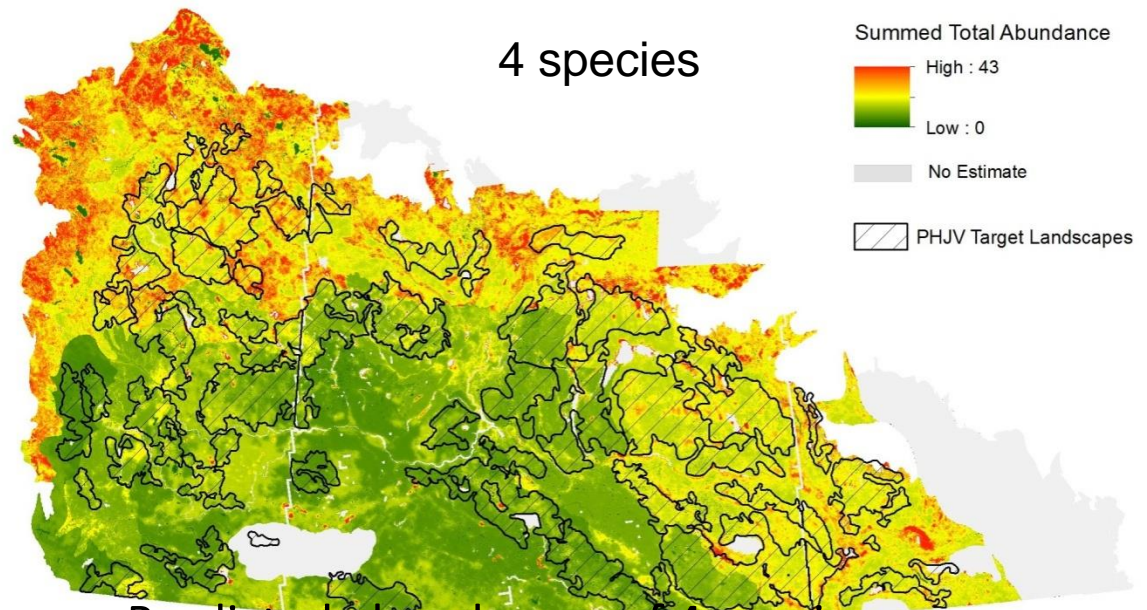 4 species
Summed Total Abundance
High : 43
Low : 0
No Estimate
PHJV Target Landscapes